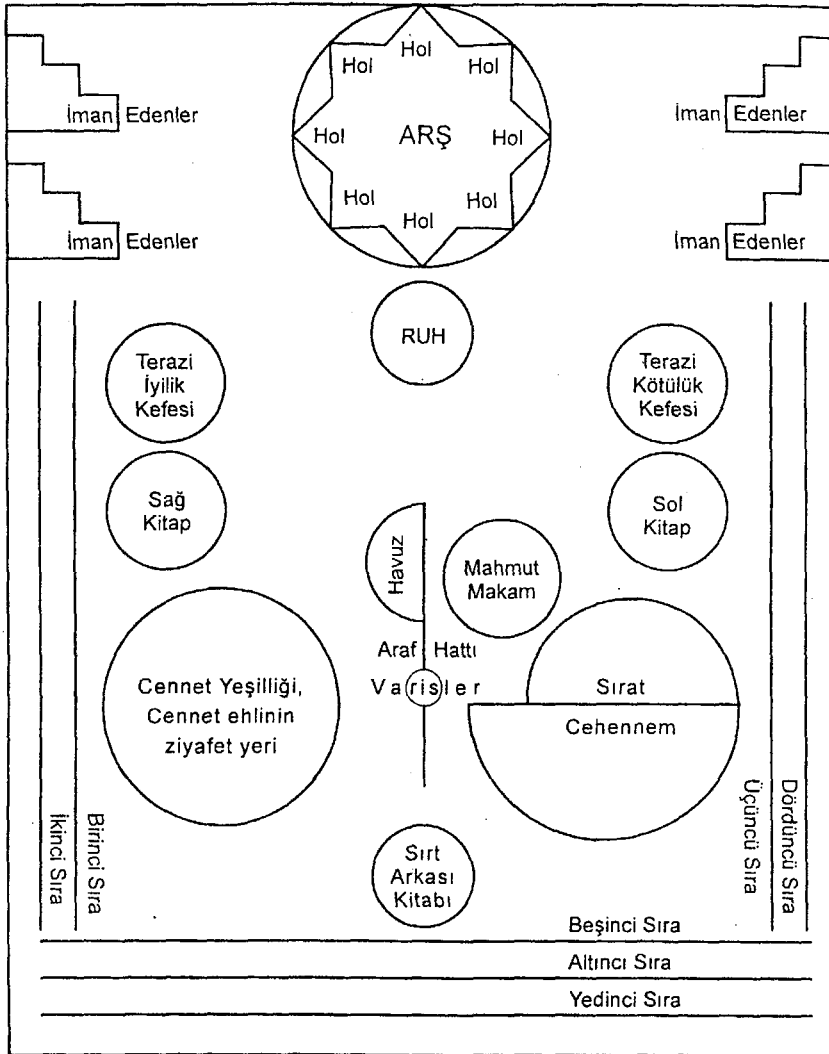 Hol
Hol
Hol
İman Edenler
Hol
ARŞ
Hol
İman Edenler
Hol
Hol
Hol
İman Edenler
İman Edenler
RUH
Terazi
İyilik
Kefesi
Terazi
Kötülük
Kefesi
Sağ
Kitap
Havuz
Mahmut
Makam
Sol
Kitap
Araf Hattı
Varisler
Cennet Yeşilliği,
Cennet ehlinin
ziyafet yeri
Sırat
Cehennem
İkinci Sıra
Birinci Sıra
Üçüncü Sıra
Dördüncü Sıra
Sırt
Arkası
Kitabı
Beşinci Sıra
Altıncı Sıra
Yedinci Sıra